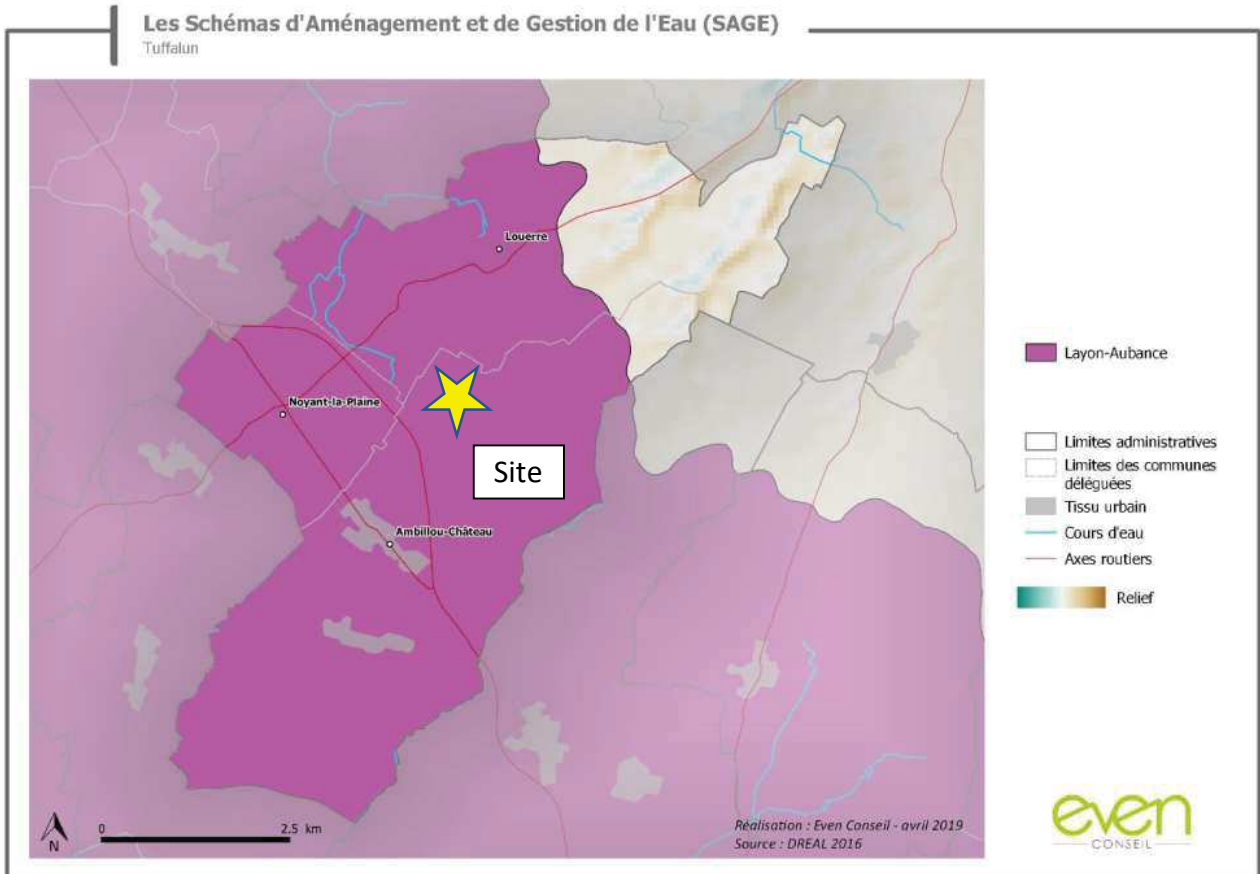 Les Schémas d'Aménagement et de Gestion de l'Eau (SAGE)
Tuffalun
Louerre
Noyant-la-Plaine
Site
Ambillou-Château
Layon-Aubance
Limites administratives
Limites des communes
déléguées
Tissu urbain
Cours d'eau
Axes routiers
Relief
N
0
2.5 km
Réalisation : Even Conseil - avril 2019
Source : DREAL 2016
even
CONSEIL